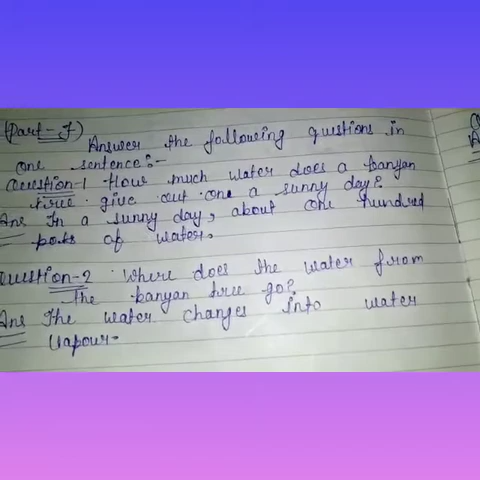 (Part-I)
Answer the following questions in
one sentence:-
Question-1 How much water does a banyan
tree give out one a sunny day?
Ans In a sunny day, about one hundred
pots of water.
Question-2 Where does the water from
the banyan tree go?
Ans The water changes into water
vapour.